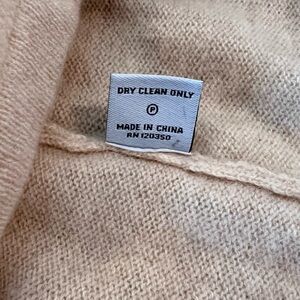 DRY CLEAN ONLY
P
MADE IN CHINA
RN 120350